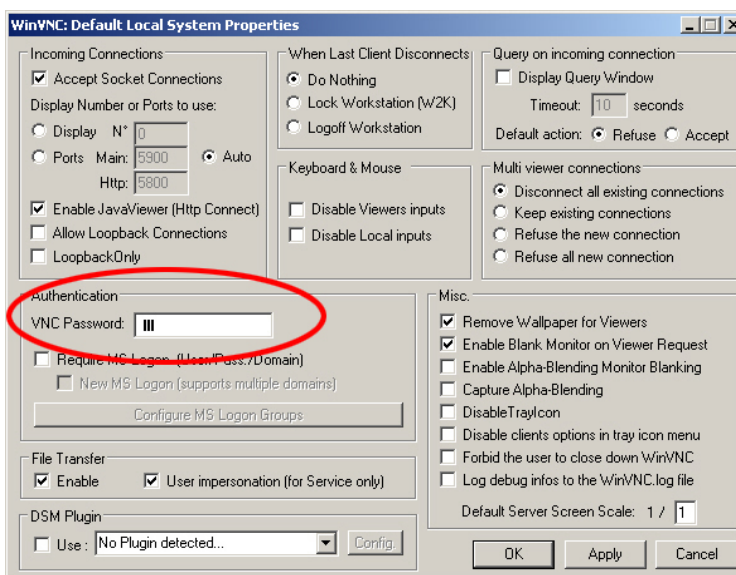 WinVNC: Default Local System Properties
Incoming Connections
Accept Socket Connections
Display Number or Ports to use:
Display N° 0
Ports Main: 5900 Auto
Http: 5800
Enable JavaViewer (Http Connect)
Allow Loopback Connections
LoopbackOnly
When Last Client Disconnects
Do Nothing
Lock Workstation (W2K)
Logoff Workstation
Keyboard & Mouse
Disable Viewers inputs
Disable Local inputs
Query on incoming connection
Display Query Window
Timeout: 10 seconds
Default action: Refuse Accept
Multi viewer connections
Disconnect all existing connections
Keep existing connections
Refuse the new connection
Refuse all new connection
Authentication
VNC Password:
Require MS Logon (User/Pass./Domain)
New MS Logon (supports multiple domains)
Configure MS Logon Groups
File Transfer
Enable User impersonation (for Service only)
DSM Plugin
Use : No Plugin detected... Config.
Misc.
Remove Wallpaper for Viewers
Enable Blank Monitor on Viewer Request
Enable Alpha-Blending Monitor Blanking
Capture Alpha-Blending
DisableTrayIcon
Disable clients options in tray icon menu
Forbid the user to close down WinVNC
Log debug infos to the WinVNC.log file
Default Server Screen Scale: 1 / 1
OK Apply Cancel